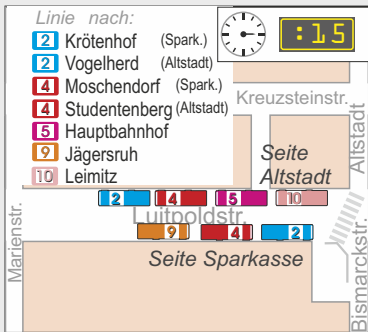 Linie nach:
2 Krötenhof (Spark.)
2 Vogelherd (Altstadt)
4 Moschendorf (Spark.)
4 Studentenberg (Altstadt)
5 Hauptbahnhof
9 Jägersruh
10 Leimitz
:15
Kreuzsteinstr.
Altstadt
Seite
Altstadt
2 4 5 10
Luitpoldstr.
9 4 2
Seite Sparkasse
Marienstr.
Bismarckstr.